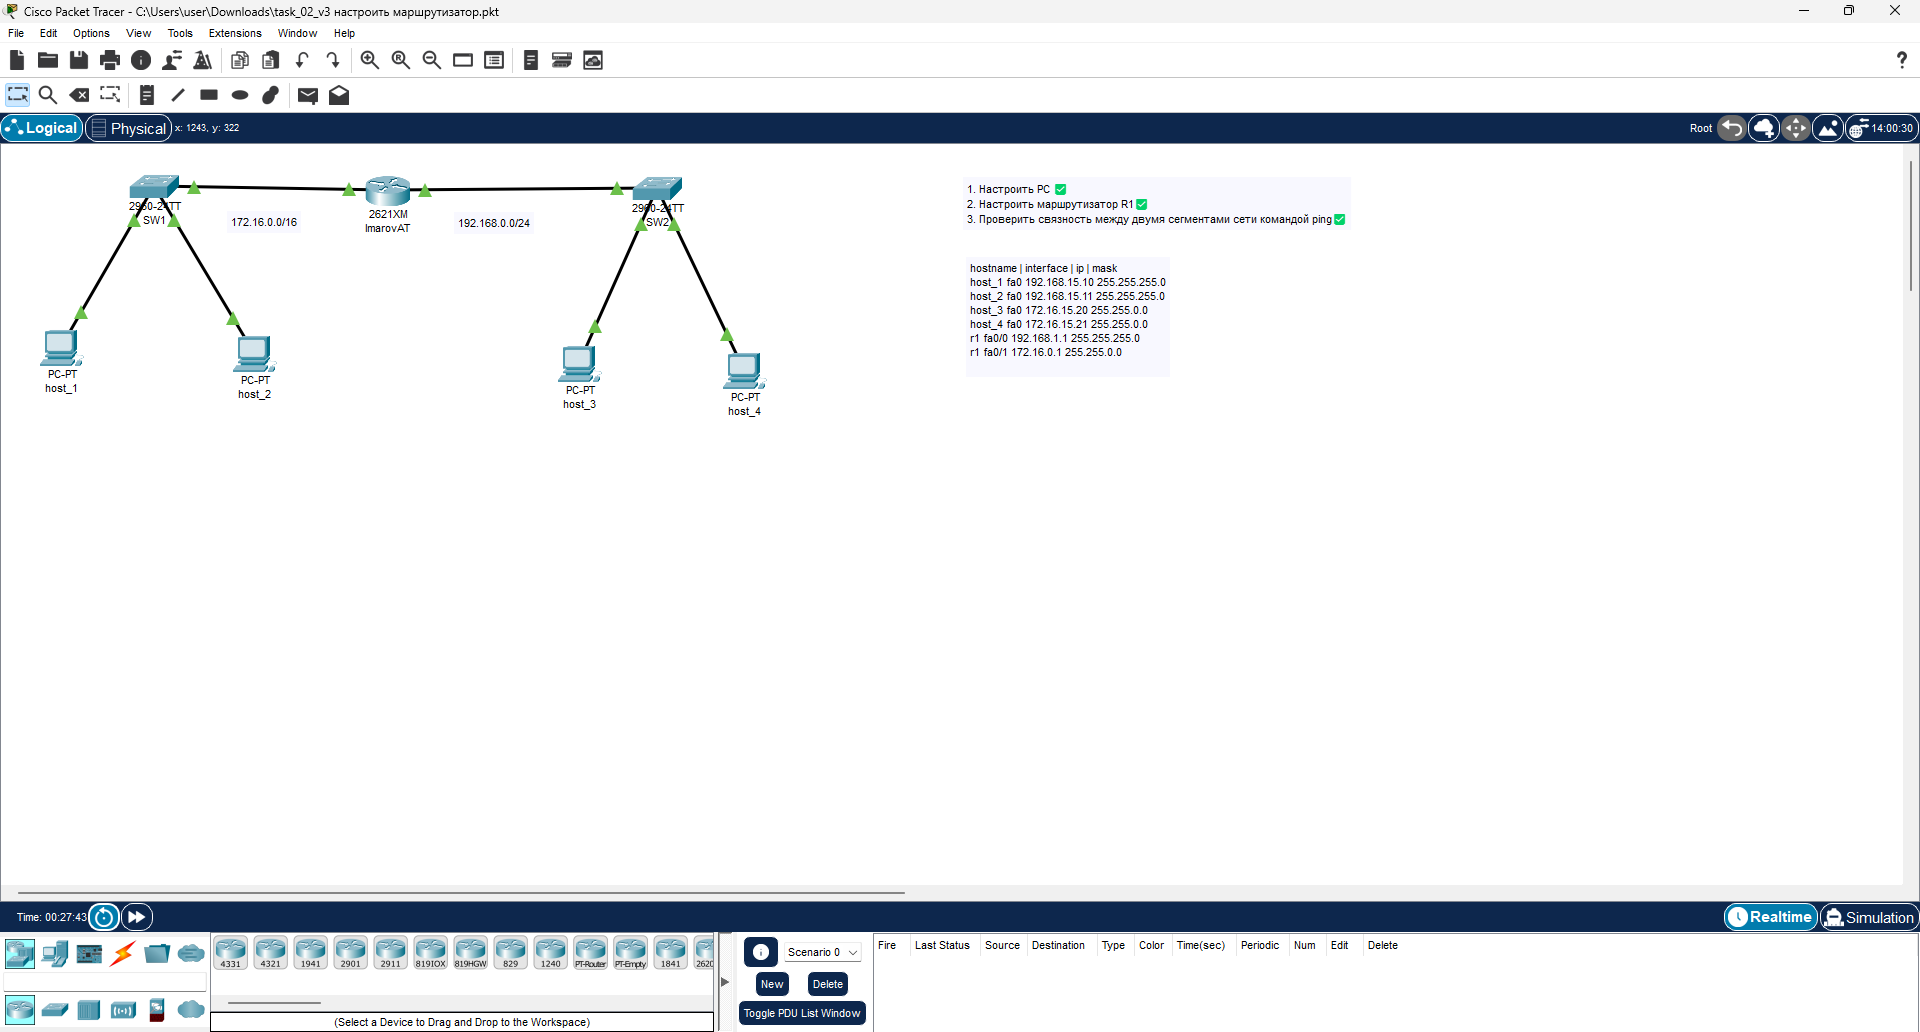 Cisco Packet Tracer - C:\Users\user\Downloads\task_02_v3 настроить маршрутизатор.pkt
File Edit Options View Tools Extensions Window Help
Logical Physical x: 1243, y: 322 Root 14:00:30
2960-24TT
SW1
172.16.0.0/16
2621XM
ImarovAT
192.168.0.0/24
2960-24TT
SW2
PC-PT
host_1
PC-PT
host_2
PC-PT
host_3
PC-PT
host_4
1. Настроить PC ✅
2. Настроить маршрутизатор R1 ✅
3. Проверить связность между двумя сегментами сети командой ping ✅
hostname | interface | ip | mask
host_1 fa0 192.168.15.10 255.255.255.0
host_2 fa0 192.168.15.11 255.255.255.0
host_3 fa0 172.16.15.20 255.255.0.0
host_4 fa0 172.16.15.21 255.255.0.0
r1 fa0/0 192.168.1.1 255.255.255.0
r1 fa0/1 172.16.0.1 255.255.0.0
Time: 00:27:43 Realtime Simulation
4331 4321 1941 2901 2911 819IOX 819HGW 829 1240 PT-Router PT-Empty 1841 2620
(Select a Device to Drag and Drop to the Workspace)
Scenario 0
New Delete
Toggle PDU List Window
Fire Last Status Source Destination Type Color Time(sec) Periodic Num Edit Delete